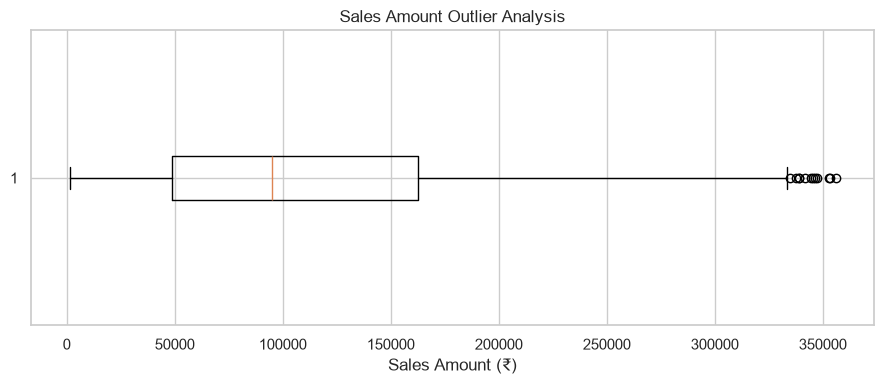 Sales Amount Outlier Analysis
1
0 50000 100000 150000 200000 250000 300000 350000
Sales Amount (₹)